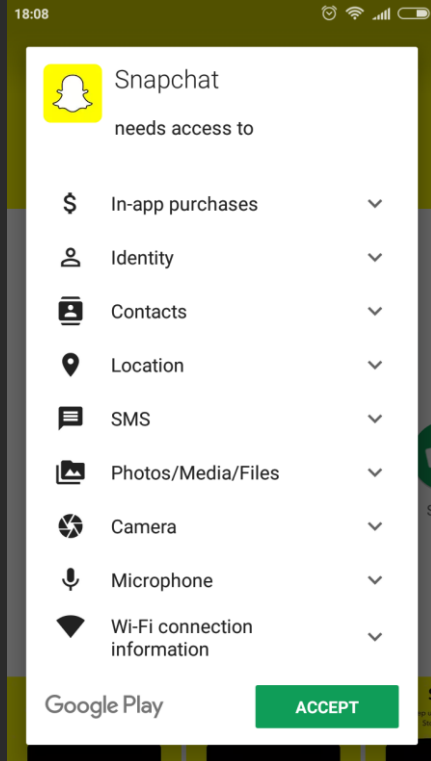 18:08
Snapchat
needs access to
In-app purchases
Identity
Contacts
Location
SMS
Photos/Media/Files
Camera
Microphone
Wi-Fi connection
information
Google Play
ACCEPT